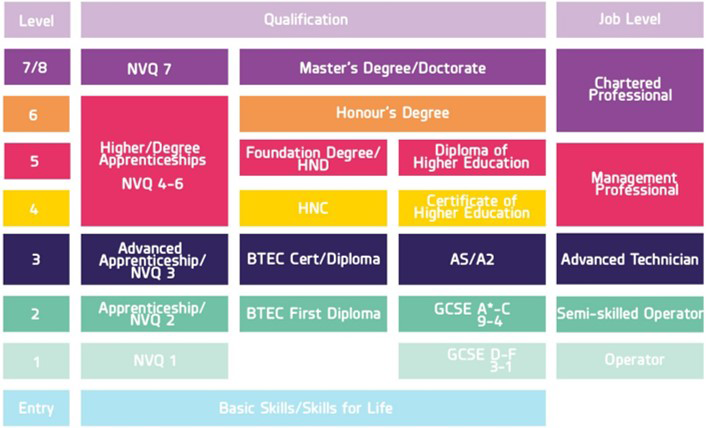 Level
Qualification
Job Level
7/8
NVQ 7
Master's Degree/Doctorate
Chartered
Professional
6
Higher/Degree
Apprenticeships
NVQ 4-6
Honour's Degree
5
Foundation Degree/
HND
Diploma of
Higher Education
Management
Professional
4
HNC
Certificate of
Higher Education
3
Advanced
Apprenticeship/
NVQ 3
BTEC Cert/Diploma
AS/A2
Advanced Technician
2
Apprenticeship/
NVQ 2
BTEC First Diploma
GCSE A*-C
9-4
Semi-skilled Operator
1
NVQ 1
GCSE D-F
3-1
Operator
Entry
Basic Skills/Skills for Life